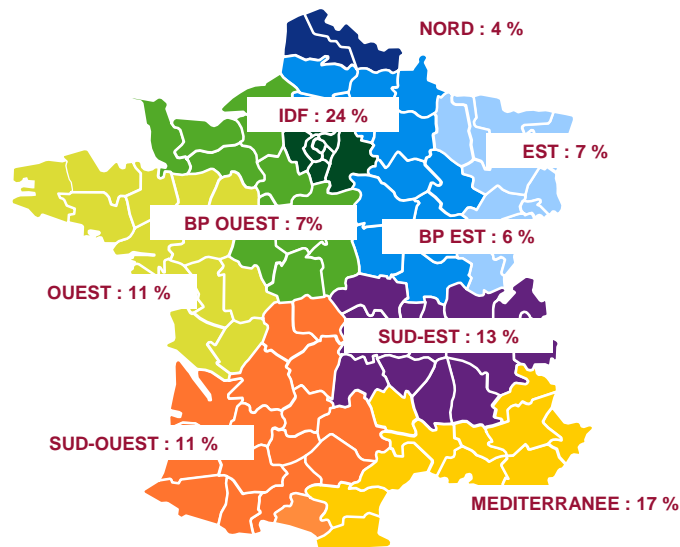 NORD : 4 %
IDF : 24 %
EST : 7 %
BP OUEST : 7%
BP EST : 6 %
OUEST : 11 %
SUD-EST : 13 %
SUD-OUEST : 11 %
MEDITERRANEE : 17 %